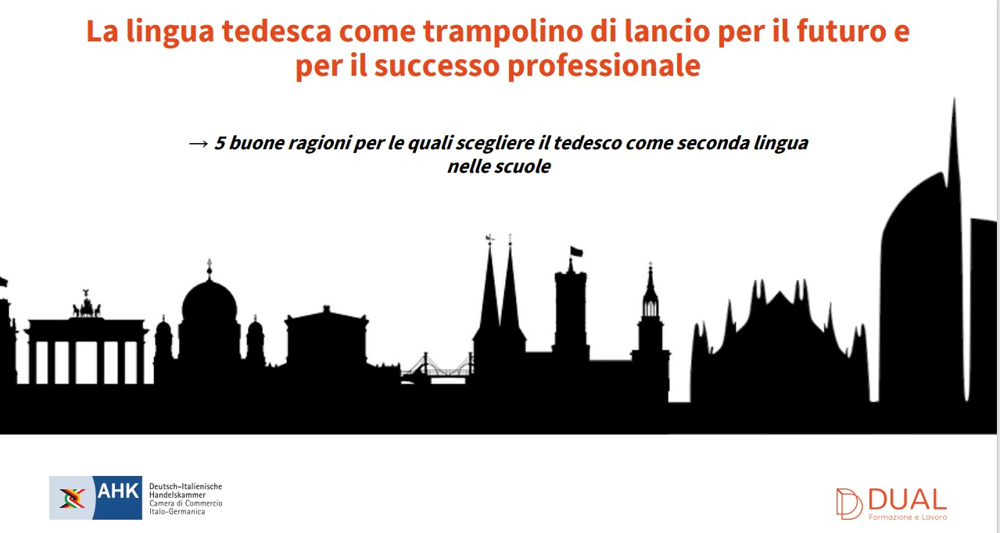 La lingua tedesca come trampolino di lancio per il futuro e
per il successo professionale
→ 5 buone ragioni per le quali scegliere il tedesco come seconda lingua
nelle scuole
AHK
Deutsch-Italienische
Handelskammer
Camera di Commercio
Italo-Germanica
DUAL
Formazione e Lavoro